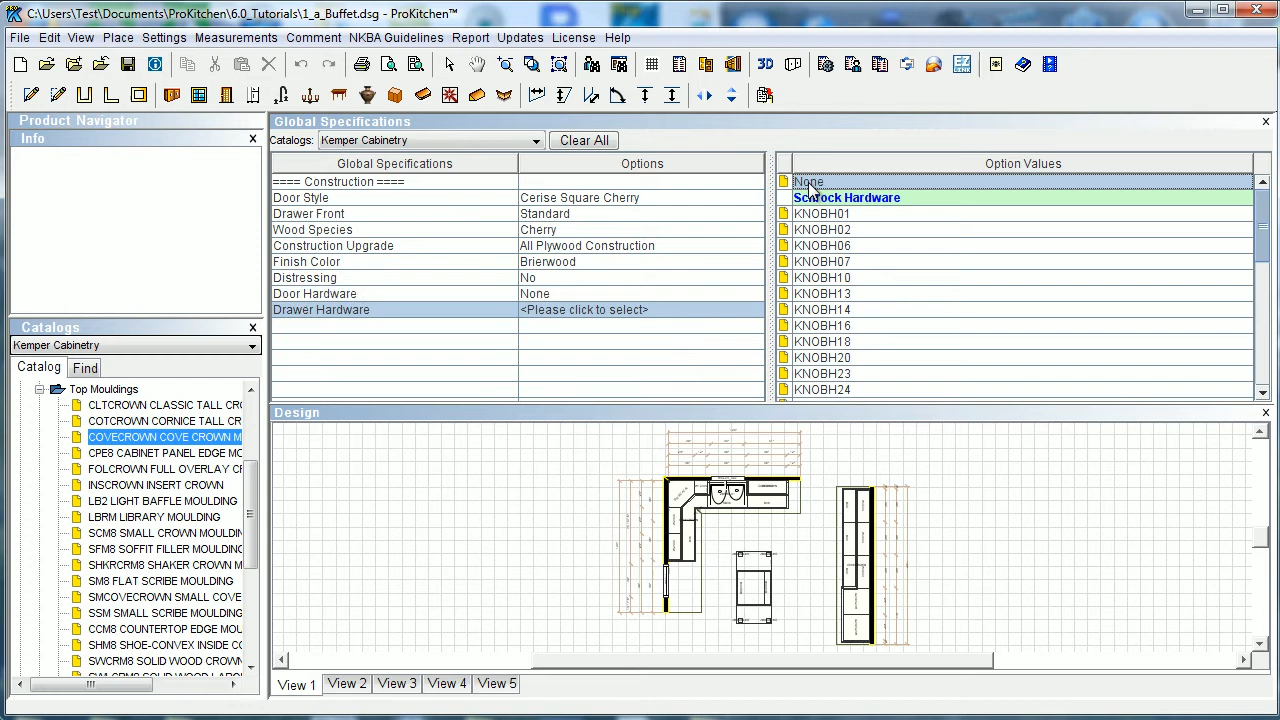 C:\Users\Test\Documents\ProKitchen\6.0_Tutorials\1_a_Buffet.dsg - ProKitchen™
File Edit View Place Settings Measurements Comment NKBA Guidelines Report Updates License Help
3D
Product Navigator
Info
Global Specifications
Catalogs: Kemper Cabinetry Clear All
Global Specifications Options Option Values
==== Construction ==== None
Door Style Cerise Square Cherry Schrock Hardware
Drawer Front Standard KNOBH01
Wood Species Cherry KNOBH02
Construction Upgrade All Plywood Construction KNOBH06
Finish Color Brierwood KNOBH07
Distressing No KNOBH10
Door Hardware None KNOBH13
Drawer Hardware <Please click to select> KNOBH14
KNOBH16
KNOBH18
KNOBH20
KNOBH23
KNOBH24
Catalogs
Kemper Cabinetry
Catalog Find
Top Mouldings
CLTCROWN CLASSIC TALL CRO
COTCROWN CORNICE TALL CR
COVECROWN COVE CROWN M
CPE8 CABINET PANEL EDGE MO
FOLCROWN FULL OVERLAY CF
INSCROWN INSERT CROWN
LB2 LIGHT BAFFLE MOULDING
LBRM LIBRARY MOULDING
SCM8 SMALL CROWN MOULDIN
SFM8 SOFFIT FILLER MOULDING
SHKRCRM8 SHAKER CROWN M
SM8 FLAT SCRIBE MOULDING
SMCOVECROWN SMALL COVE
SSM SMALL SCRIBE MOULDING
CCM8 COUNTERTOP EDGE MOU
SHM8 SHOE-CONVEX INSIDE CO
SWCRM8 SOLID WOOD CROWN
Design
View 1 View 2 View 3 View 4 View 5